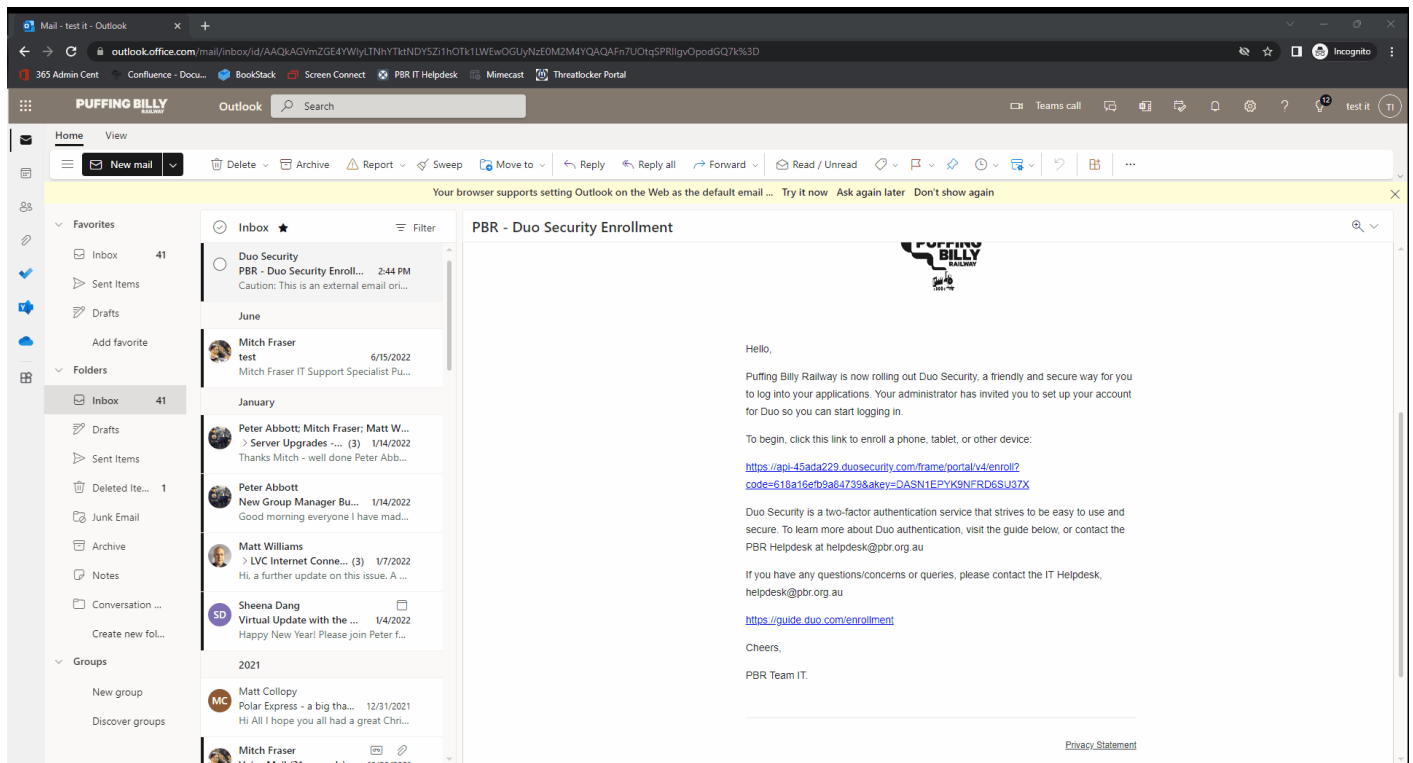 Mail - test it - Outlook
outlook.office.com/mail/inbox/id/AAQkAGVmZGE4YWIyLTNhYTktNDY5Zi1hOTk1LWEwOGUyNzE0M2M4YQAQAFn7UOtqSPRIIgvOpodGQ7k%3D
Incognito
365 Admin Cent
Confluence - Docu...
BookStack
Screen Connect
PBR IT Helpdesk
Mimecast
Threatlocker Portal
PUFFING BILLY
RAILWAY
Outlook
Search
Teams call
12
test it
TI
Home
View
New mail
Delete
Archive
Report
Sweep
Move to
Reply
Reply all
Forward
Read / Unread
Your browser supports setting Outlook on the Web as the default email ... Try it now Ask again later Don't show again
Favorites
Inbox 41
Sent Items
Drafts
Add favorite
Folders
Inbox 41
Drafts
Sent Items
Deleted Ite... 1
Junk Email
Archive
Notes
Conversation ...
Create new fol...
Groups
New group
Discover groups
Inbox
Filter
Duo Security
PBR - Duo Security Enroll... 2:44 PM
Caution: This is an external email ori...
June
Mitch Fraser
test 6/15/2022
Mitch Fraser IT Support Specialist Pu...
January
Peter Abbott; Mitch Fraser; Matt W...
> Server Upgrades -... (3) 1/14/2022
Thanks Mitch - well done Peter Abb...
Peter Abbott
New Group Manager Bu... 1/14/2022
Good morning everyone I have mad...
Matt Williams
> LVC Internet Conne... (3) 1/7/2022
Hi, a further update on this issue. A ...
SD
Sheena Dang
Virtual Update with the ... 1/4/2022
Happy New Year! Please join Peter f...
2021
MC
Matt Collopy
Polar Express - a big tha... 12/31/2021
Hi All I hope you all had a great Chri...
Mitch Fraser
PBR - Duo Security Enrollment
PUFFING
BILLY
RAILWAY
Hello,
Puffing Billy Railway is now rolling out Duo Security, a friendly and secure way for you
to log into your applications. Your administrator has invited you to set up your account
for Duo so you can start logging in.
To begin, click this link to enroll a phone, tablet, or other device:
https://api-45ada229.duosecurity.com/frame/portal/v4/enroll?
code=618a16efb9a84739&akey=DASN1EPYK9NFRD6SU37X
Duo Security is a two-factor authentication service that strives to be easy to use and
secure. To learn more about Duo authentication, visit the guide below, or contact the
PBR Helpdesk at helpdesk@pbr.org.au
If you have any questions/concerns or queries, please contact the IT Helpdesk,
helpdesk@pbr.org.au
https://guide.duo.com/enrollment
Cheers,
PBR Team IT.
Privacy Statement